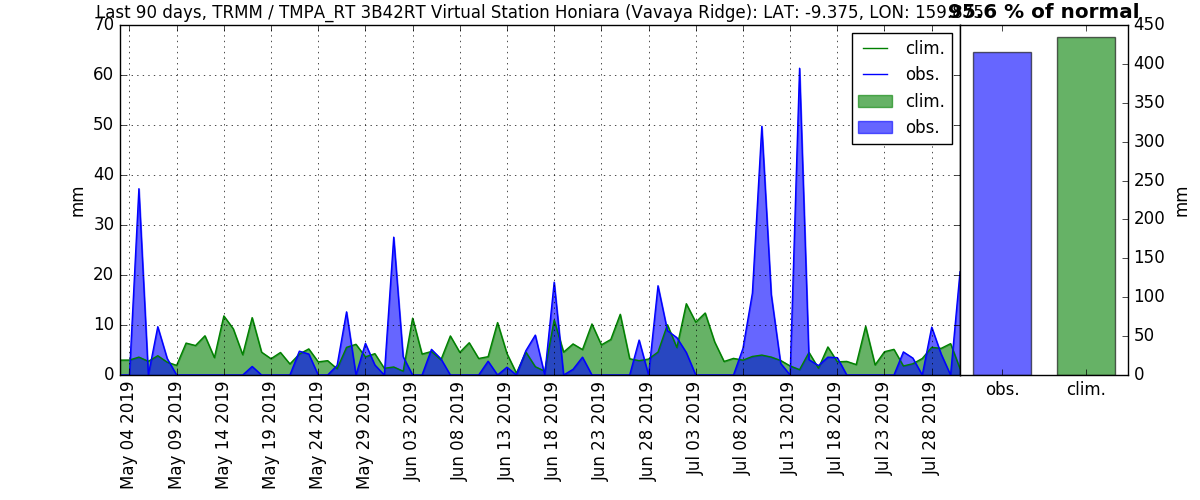 Last 90 days, TRMM / TMPA_RT 3B42RT Virtual Station Honiara (Vavaya Ridge): LAT: -9.375, LON:
95.6 % of normal
70
60
50
40
30
20
10
0
mm
clim.
obs.
clim.
obs.
450
400
350
300
250
200
150
100
50
0
mm
May 04 2019
May 09 2019
May 14 2019
May 19 2019
May 24 2019
May 29 2019
Jun 03 2019
Jun 08 2019
Jun 13 2019
Jun 18 2019
Jun 23 2019
Jun 28 2019
Jul 03 2019
Jul 08 2019
Jul 13 2019
Jul 18 2019
Jul 23 2019
Jul 28 2019
obs.
clim.